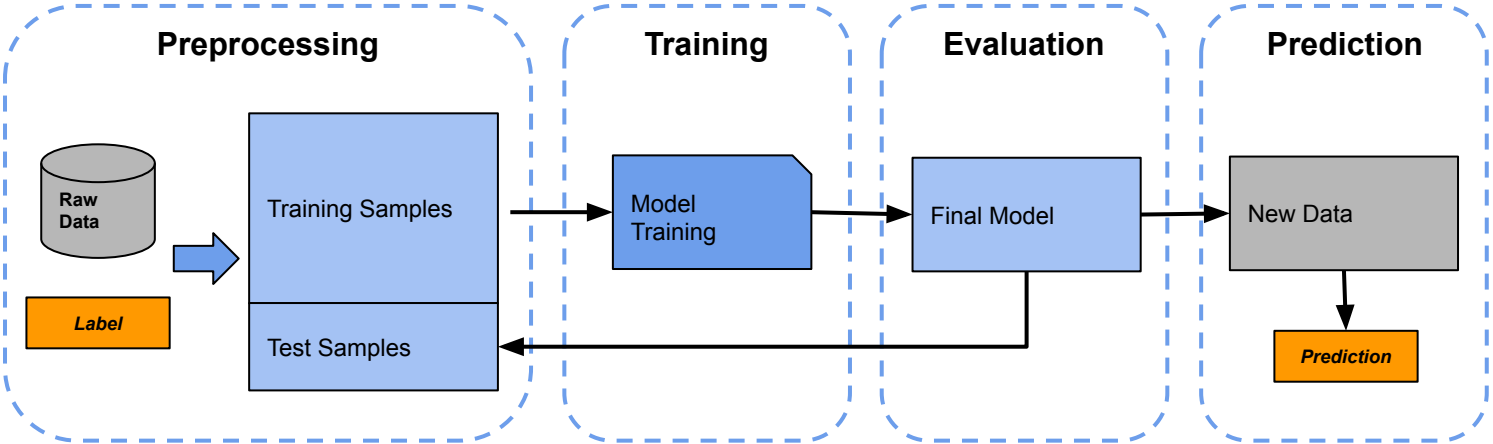 Preprocessing
Training
Evaluation
Prediction
Raw
Data
Label
Training Samples
Test Samples
Model
Training
Final Model
New Data
Prediction